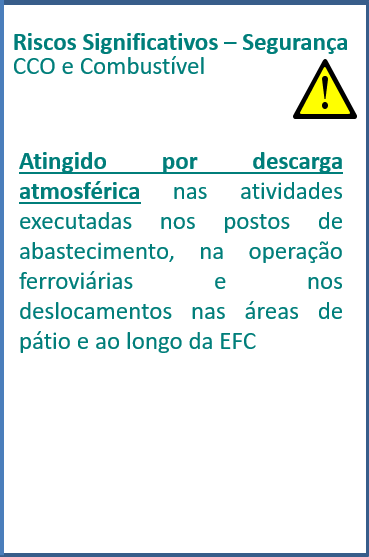 Riscos Significativos – Segurança
CCO e Combustível
Atingido por descarga
atmosférica nas atividades
executadas nos postos de
abastecimento, na operação
ferroviárias e nos
deslocamentos nas áreas de
pátio e ao longo da EFC